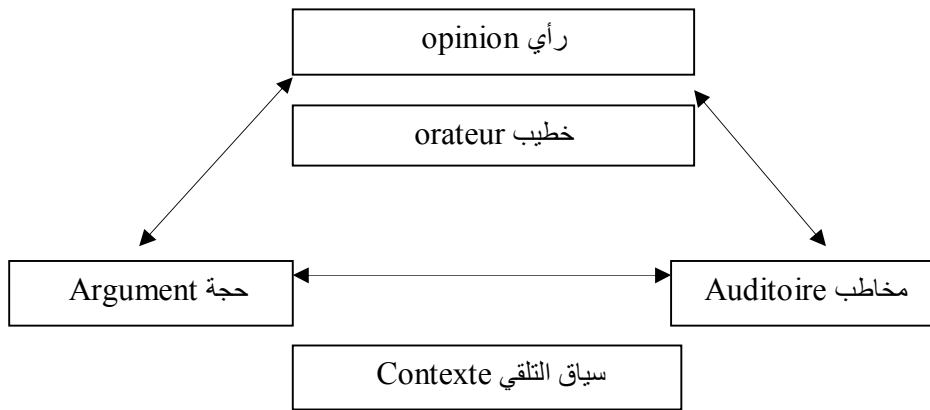 رأي opinion
خطيب orateur
حجة Argument
مخاطب Auditoire
سياق التلقي Contexte